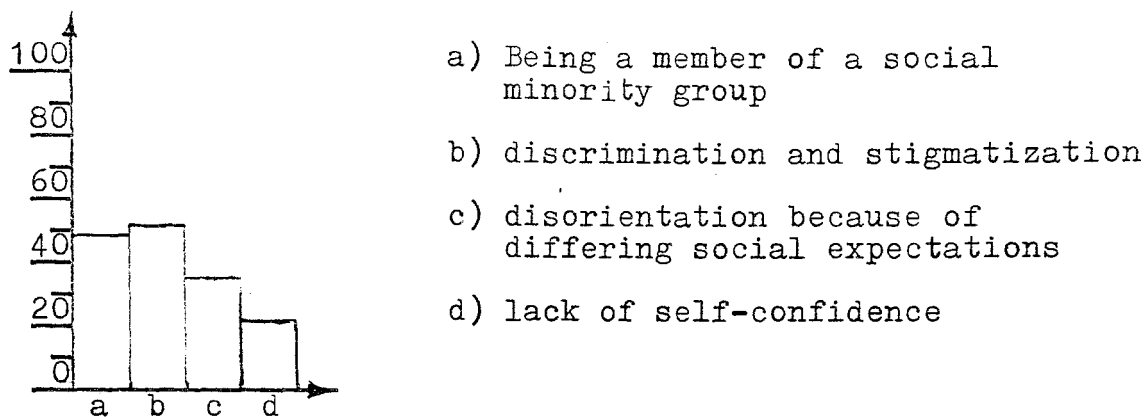 100
80
60
40
20
0
a b c d
a) Being a member of a social
minority group
b) discrimination and stigmatization
c) disorientation because of
differing social expectations
d) lack of self-confidence